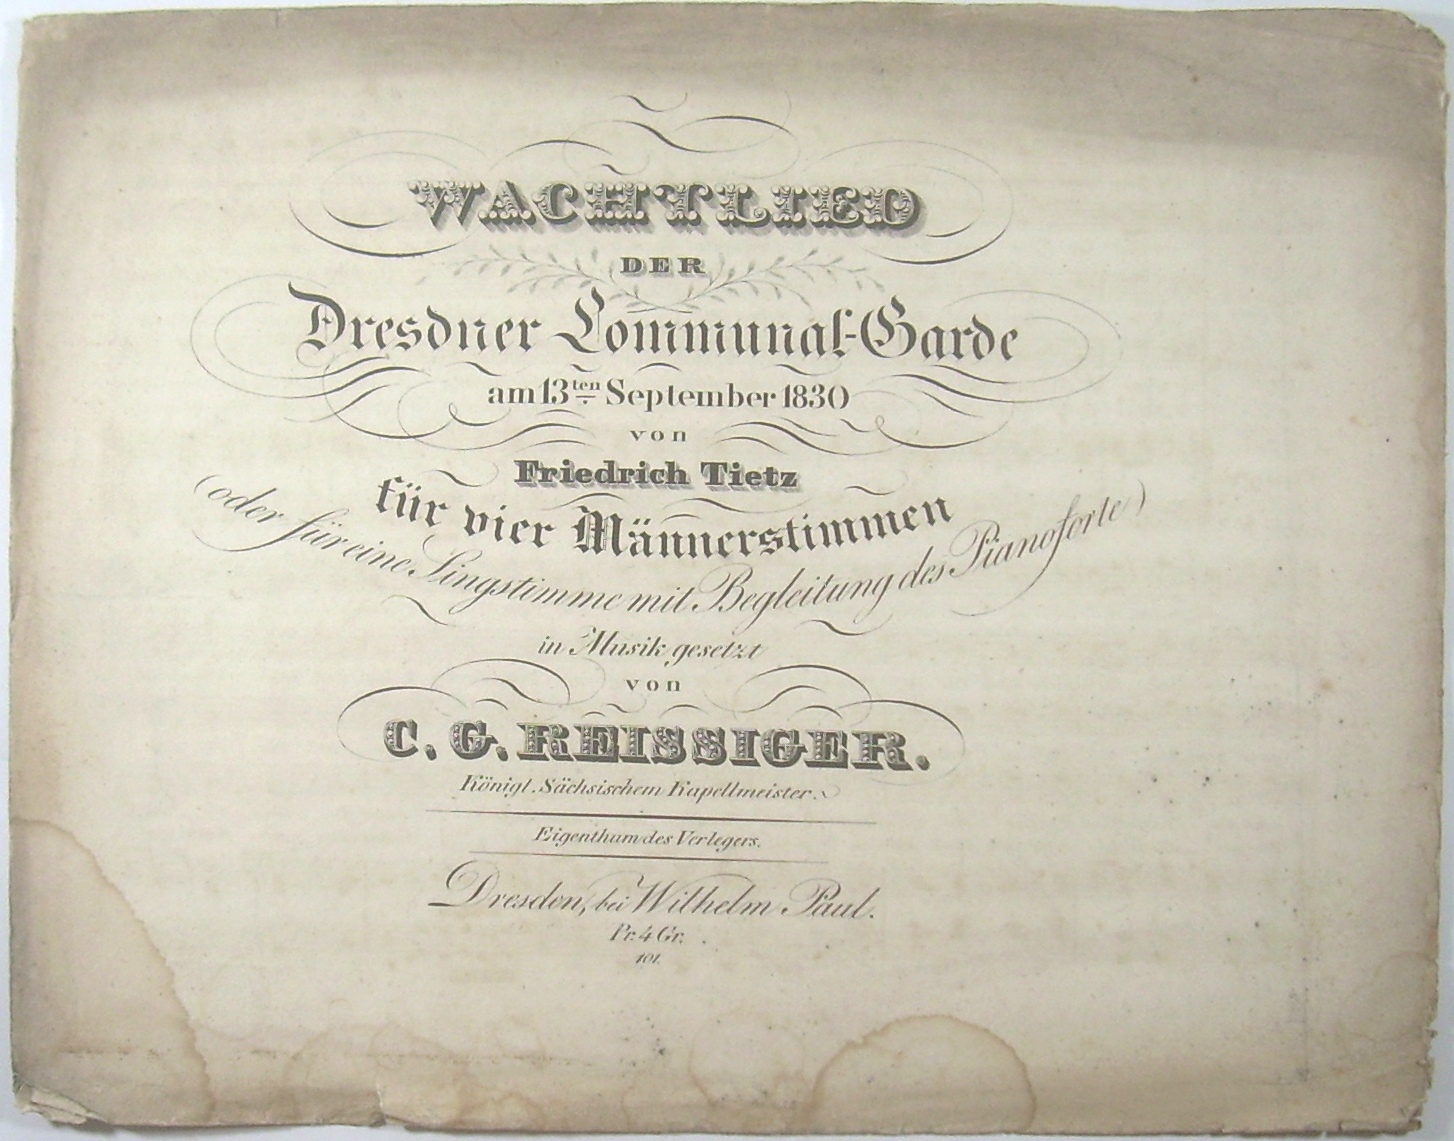 WACHTLIED
DER
Dresdner Communal-Garde
am 13ten September 1830
von
Friedrich Tietz
für vier Männerstimmen
(oder für eine Singstimme mit Begleitung des Pianoforte)
in Musik gesetzt
von
C. G. REISSIGER.
Königl. Sächsischem Kapellmeister.
Eigenthum des Verlegers.
Dresden, bei Wilhelm Paul.
Pr. 4 Gr.
101.